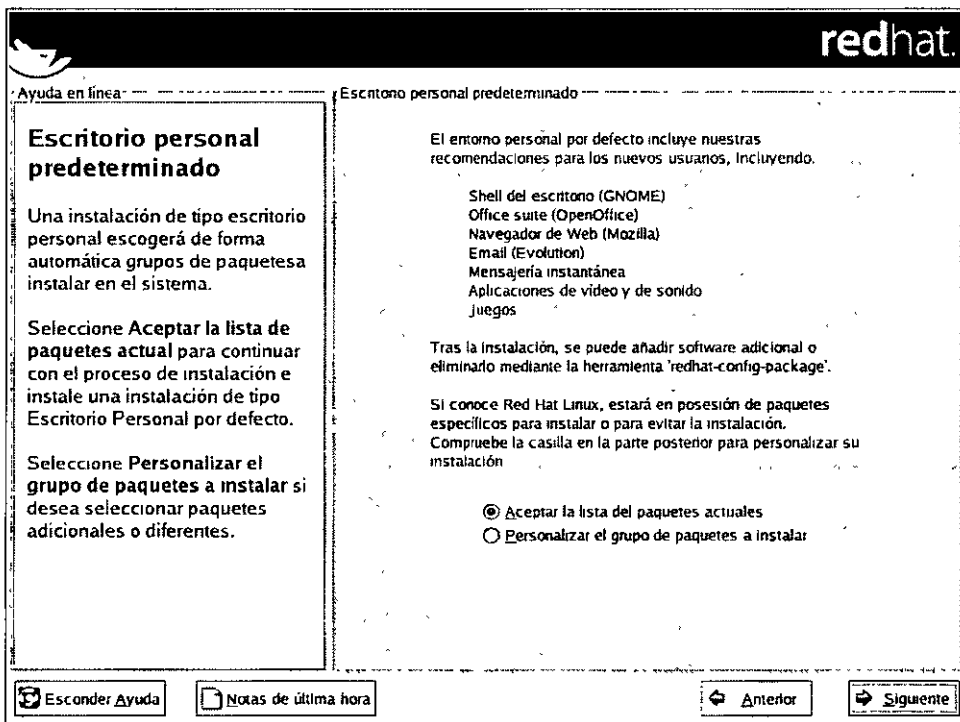 redhat.
Ayuda en línea
Escritorio personal
predeterminado
Una instalación de tipo escritorio
personal escogerá de forma
automática grupos de paquetesa
instalar en el sistema.
Seleccione Aceptar la lista de
paquetes actual para continuar
con el proceso de instalación e
instale una instalación de tipo
Escritorio Personal por defecto.
Seleccione Personalizar el
grupo de paquetes a instalar si
desea seleccionar paquetes
adicionales o diferentes.
Escritorio personal predeterminado
El entorno personal por defecto incluye nuestras
recomendaciones para los nuevos usuarios, Incluyendo.
Shell del escritorio (GNOME)
Office suite (OpenOffice)
Navegador de Web (Mozilla)
Email (Evolution)
Mensajería instantánea
Aplicaciones de vídeo y de sonido
Juegos
Tras la instalación, se puede añadir software adicional o
eliminarlo mediante la herramienta 'redhat-config-package'.
Si conoce Red Hat Linux, estará en posesión de paquetes
específicos para instalar o para evitar la instalación.
Compruebe la casilla en la parte posterior para personalizar su
instalación
Aceptar la lista del paquetes actuales
Personalizar el grupo de paquetes a instalar
Esconder Ayuda
Notas de última hora
Anterior
Siguiente